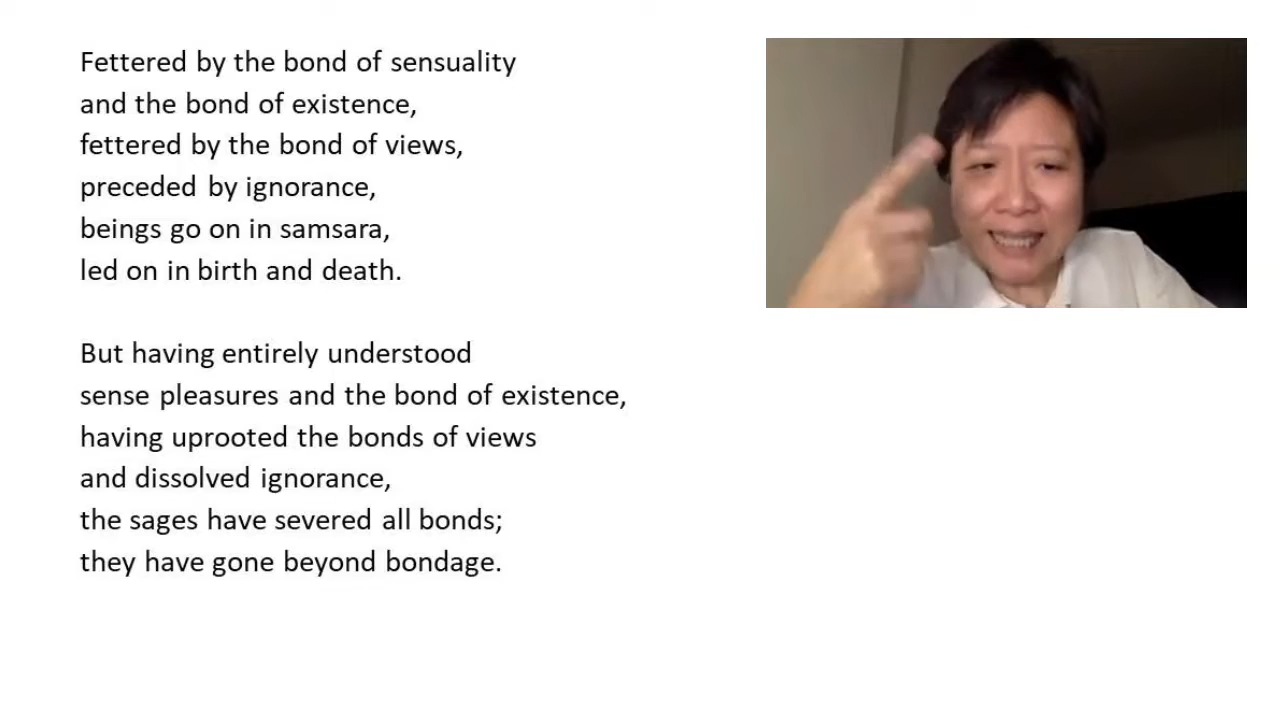 Fettered by the bond of sensuality
and the bond of existence,
fettered by the bond of views,
preceded by ignorance,
beings go on in samsara,
led on in birth and death.
But having entirely understood
sense pleasures and the bond of existence,
having uprooted the bonds of views
and dissolved ignorance,
the sages have severed all bonds;
they have gone beyond bondage.